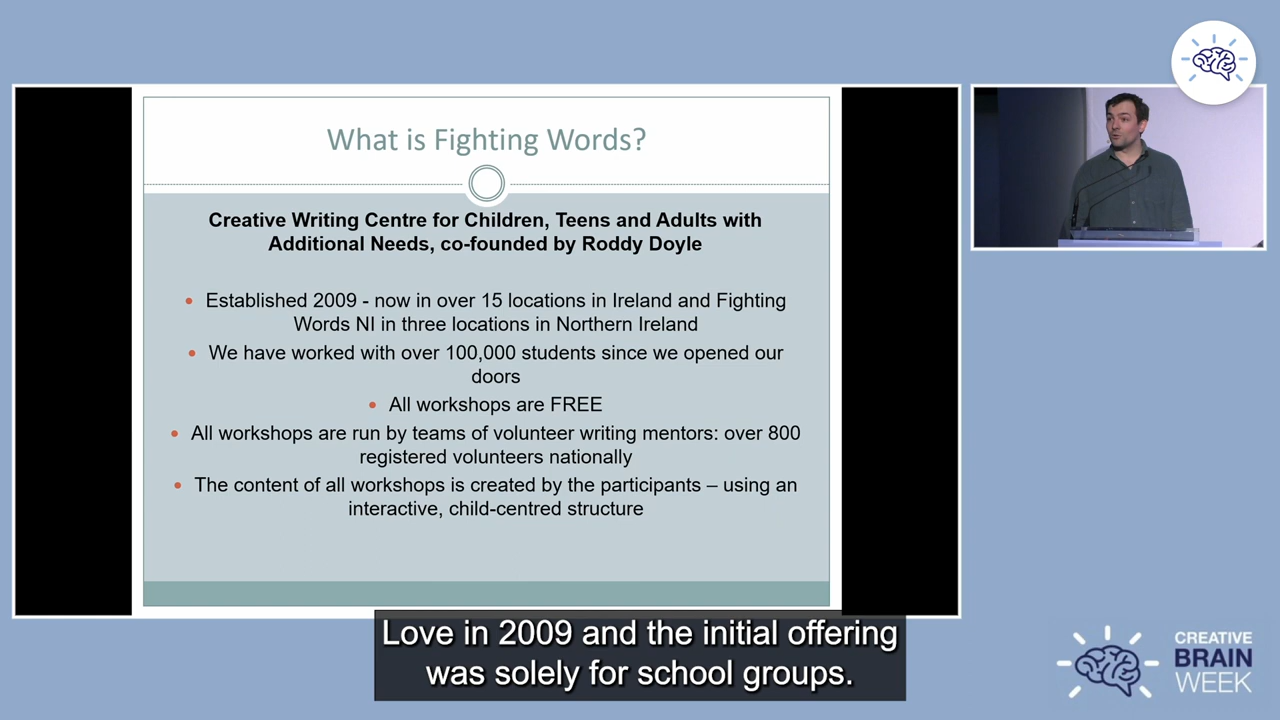 What is Fighting Words?
Creative Writing Centre for Children, Teens and Adults with
Additional Needs, co-founded by Roddy Doyle
• Established 2009 - now in over 15 locations in Ireland and Fighting
Words NI in three locations in Northern Ireland
• We have worked with over 100,000 students since we opened our
doors
• All workshops are FREE
• All workshops are run by teams of volunteer writing mentors: over 800
registered volunteers nationally
• The content of all workshops is created by the participants – using an
interactive, child-centred structure
Love in 2009 and the initial offering
was solely for school groups.
CREATIVE
BRAIN
WEEK